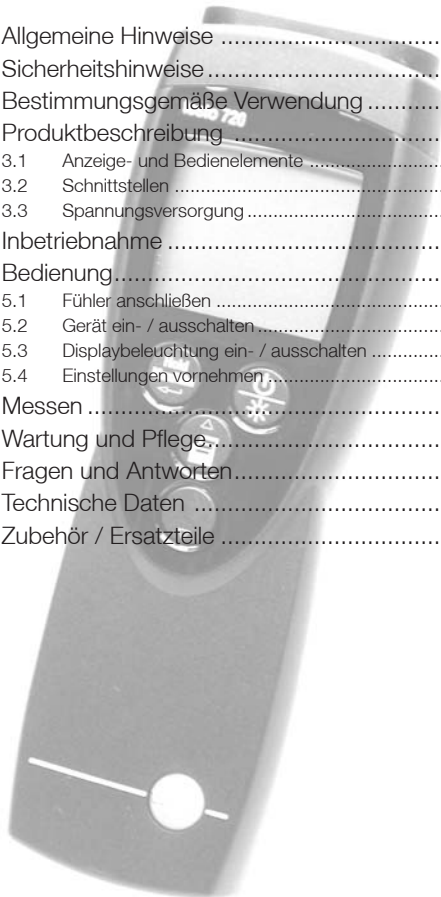 Allgemeine Hinweise ..............................
Sicherheitshinweise ..............................
Bestimmungsgemäße Verwendung ..........
testo 720
Produktbeschreibung ............................
3.1 Anzeige- und Bedienelemente ........................
3.2 Schnittstellen ................................................
3.3 Spannungsversorgung ...................................
Inbetriebnahme .....................................
Bedienung .............................................
5.1 Fühler anschließen ........................................
5.2 Gerät ein- / ausschalten .................................
5.3 Displaybeleuchtung ein- / ausschalten ............
5.4 Einstellungen vornehmen ...............................
Messen .................................................
Wartung und Pflege ................................
Fragen und Antworten ............................
Technische Daten ..................................
Zubehör / Ersatzteile ..............................